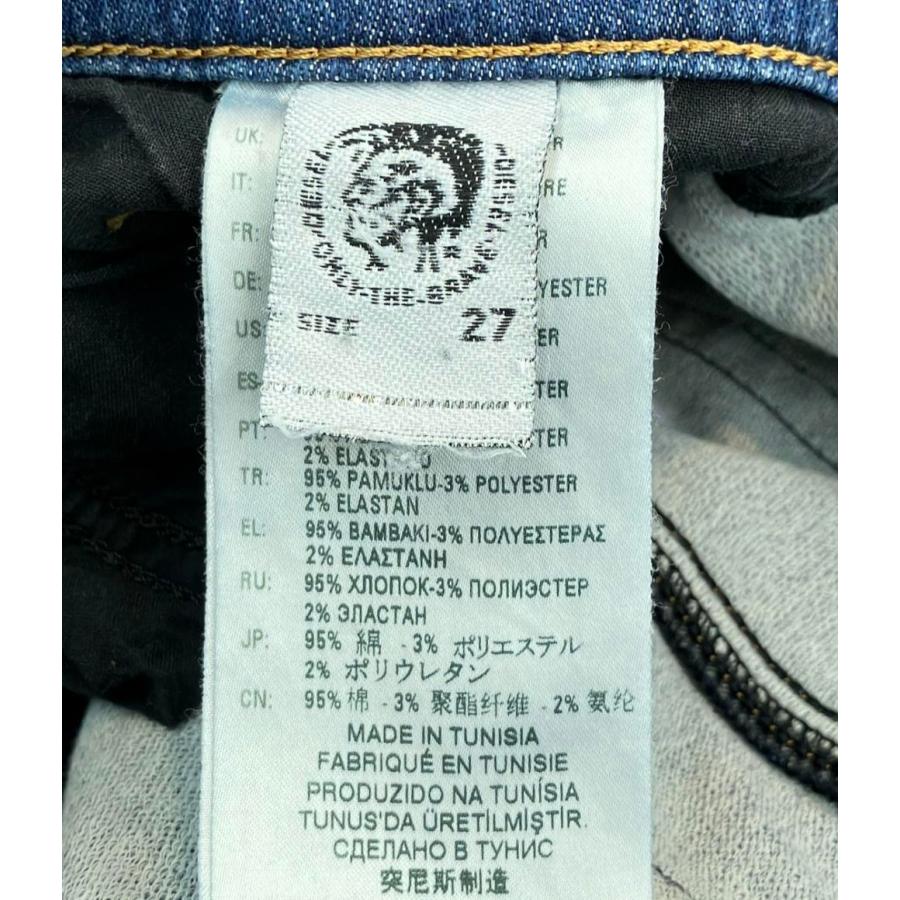 DIESEL ONLY-THE-BRAVE DIESEL
SIZE 27
UK: ER
IT: RE
FR: R
DE: YESTER
US: ER
ES: TER
PT: TER
2% ELAST
TR: 95% PAMUKLU-3% POLYESTER
2% ELASTAN
EL: 95% ΒΑΜΒΑΚΙ-3% ΠΟΛΥΕΣΤΕΡΑΣ
2% ΕΛΑΣΤΑΝΗ
RU: 95% ХЛОПОК-3% ПОЛИЭСТЕР
2% ЭЛАСТАН
JP: 95% 綿 - 3% ポリエステル
2% ポリウレタン
CN: 95% 棉 - 3% 聚酯纤维 - 2% 氨纶
MADE IN TUNISIA
FABRIQUÉ EN TUNISIE
PRODUZIDO NA TUNÍSIA
TUNUS'DA ÜRETİLMİŞTİR.
СДЕЛАНО В ТУНИС
突尼斯制造